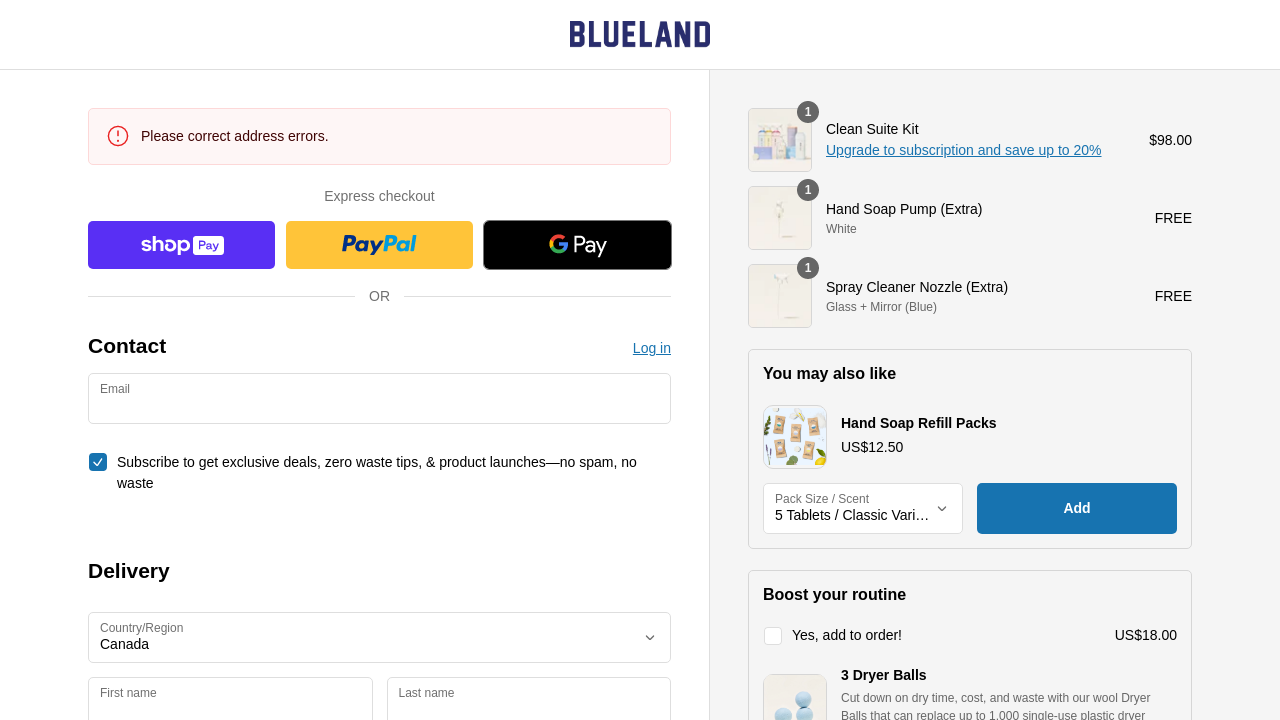 BLUELAND
Please correct address errors.
Express checkout
shop Pay
PayPal
G Pay
OR
Contact
Log in
Email
Subscribe to get exclusive deals, zero waste tips, & product launches—no spam, no
waste
Delivery
Country/Region
Canada
First name
Last name
1
Clean Suite Kit
Upgrade to subscription and save up to 20%
$98.00
1
Hand Soap Pump (Extra)
White
FREE
1
Spray Cleaner Nozzle (Extra)
Glass + Mirror (Blue)
FREE
You may also like
Hand Soap Refill Packs
US$12.50
Pack Size / Scent
5 Tablets / Classic Vari…
Add
Boost your routine
Yes, add to order!
US$18.00
3 Dryer Balls
Cut down on dry time, cost, and waste with our wool Dryer
Balls that can replace up to 1,000 single-use plastic dryer